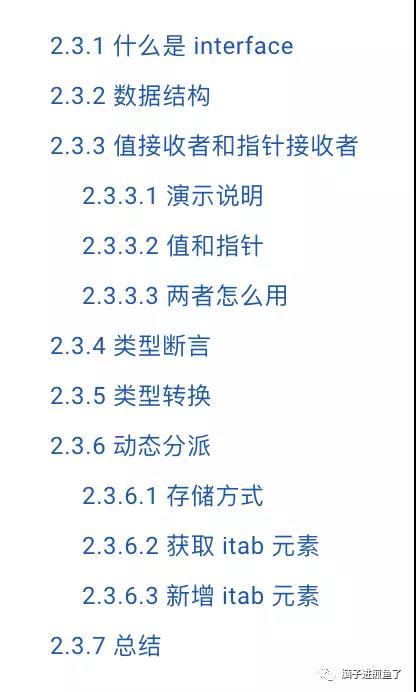 2.3.1 什么是 interface
2.3.2 数据结构
2.3.3 值接收者和指针接收者
2.3.3.1 演示说明
2.3.3.2 值和指针
2.3.3.3 两者怎么用
2.3.4 类型断言
2.3.5 类型转换
2.3.6 动态分派
2.3.6.1 存储方式
2.3.6.2 获取 itab 元素
2.3.6.3 新增 itab 元素
2.3.7 总结
脑子进煎鱼了